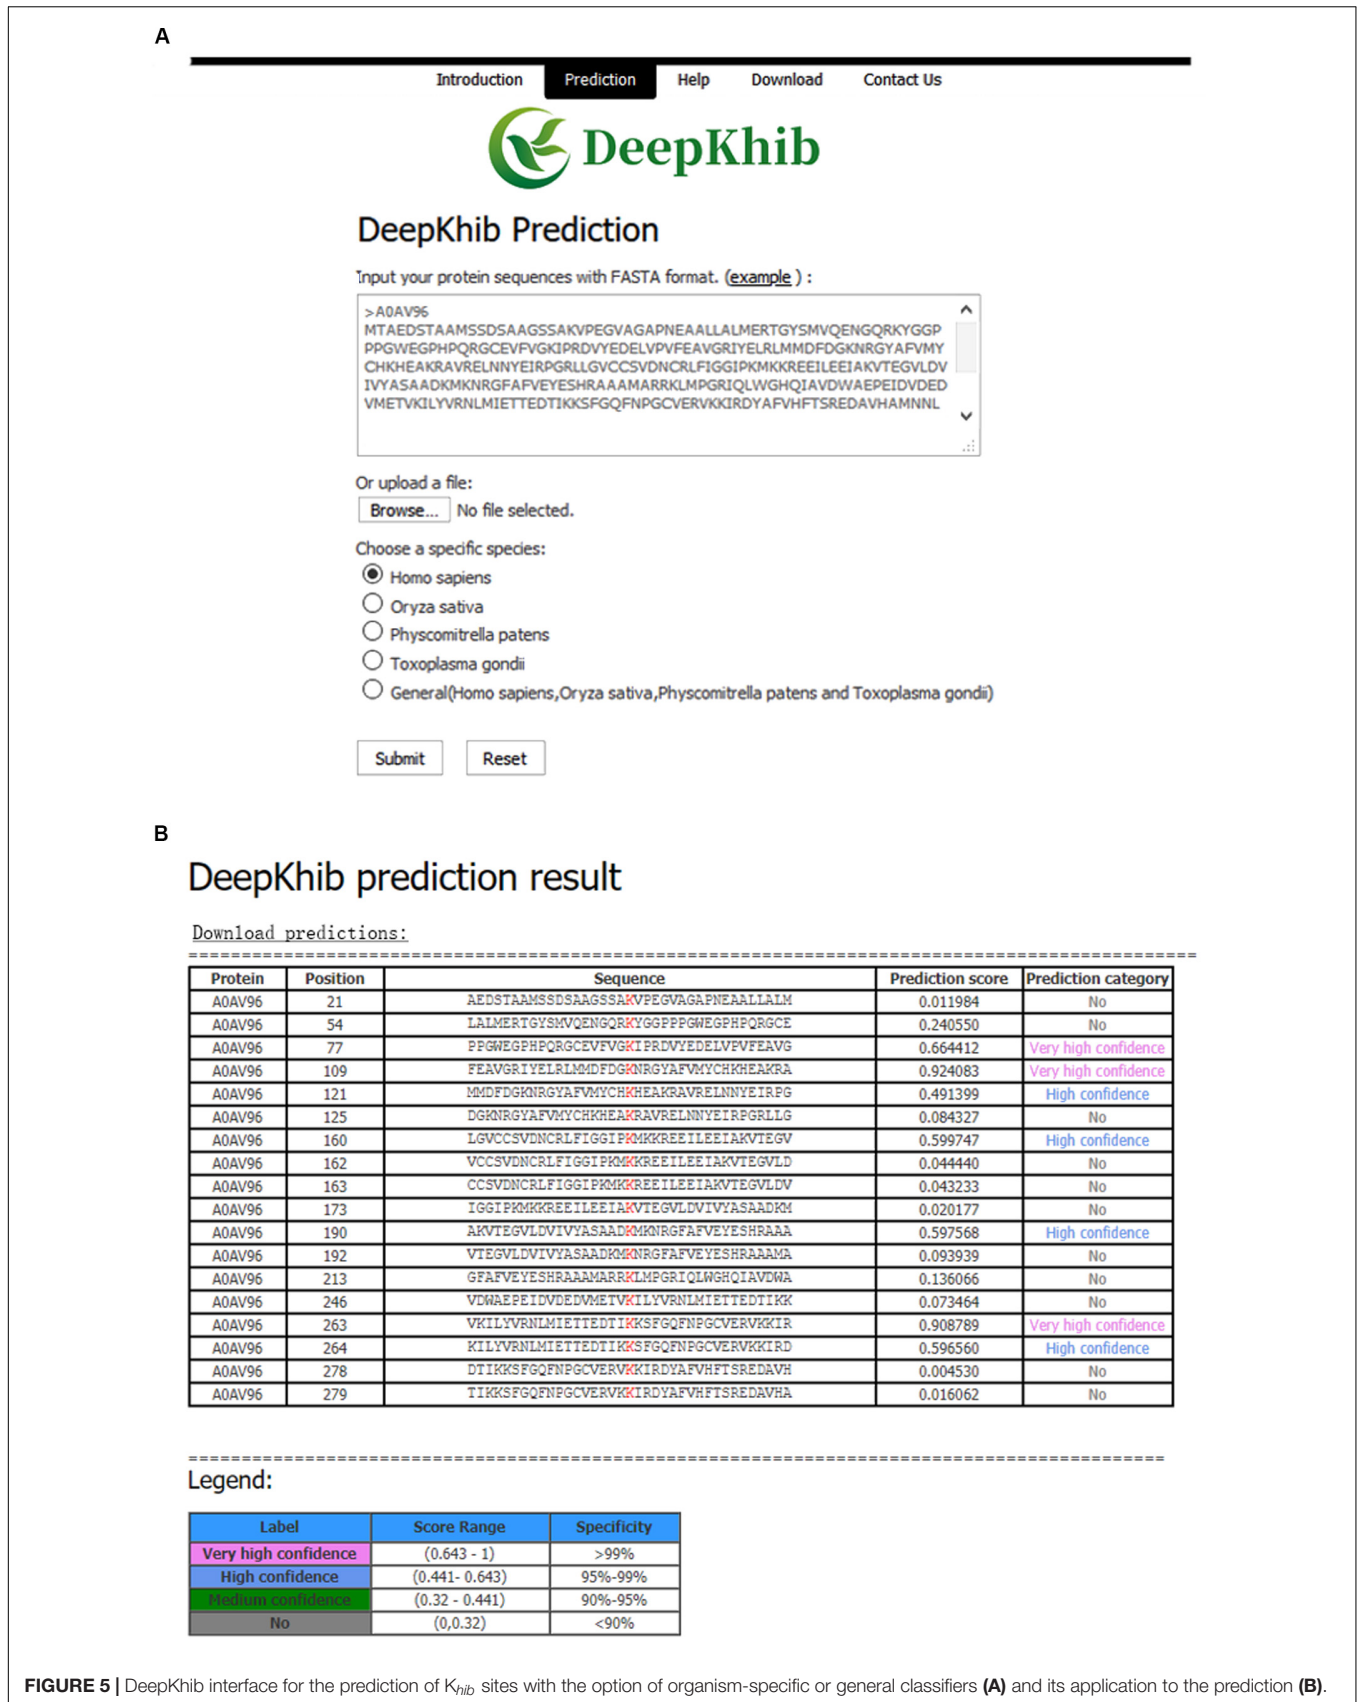 A
Introduction Prediction Help Download Contact Us
DeepKhib
DeepKhib Prediction
Input your protein sequences with FASTA format. (example ) :
>A0AV96
MTAEDSTAAMSSDSAAGSSAKVPEGVAGAPNEAALLALMERTGYSMVQENGQRKYGGP
PPGWEGPHPQRGCEVFVGKIPRDVYEDELVPVFEAVGRIYELRLMMDFDGKNRGYAFVMY
CHKHEAKRAVRELNNYEIRPGRLLGVCCSVDNCRLFIGGIPKMKKREEILEEIAKVTEGVLDV
IVYASAADKMKNRGFAFVEYESHRAAAMARRKLMPGRIQLWGHQIAVDWAEPEIDVDED
VMETVKILYVRNLMIETTEDTIKKSFGQFNPGCVERVKKIRDYAFVHFTSREDAVHAMNNL
Or upload a file:
Browse... No file selected.
Choose a specific species:
Homo sapiens
Oryza sativa
Physcomitrella patens
Toxoplasma gondii
General(Homo sapiens,Oryza sativa,Physcomitrella patens and Toxoplasma gondii)
Submit Reset
B
DeepKhib prediction result
Download predictions:
Protein Position Sequence Prediction score Prediction category
A0AV96 21 AEDSTAAMSSDSAAGSSAKVPEGVAGAPNEAALLALM 0.011984 No
A0AV96 54 LALMERTGYSMVQENGQRKYGGPPPGWEGPHPQRGCE 0.240550 No
A0AV96 77 PPGWEGPHPQRGCEVFVGKIPRDVYEDELVPVFEAVG 0.664412 Very high confidence
A0AV96 109 FEAVGRIYELRLMMDFDGKNRGYAFVMYCHKHEAKRA 0.924083 Very high confidence
A0AV96 121 MMDFDGKNRGYAFVMYCHKHEAKRAVRELNNYEIRPG 0.491399 High confidence
A0AV96 125 DGKNRGYAFVMYCHKHEAKRAVRELNNYEIRPGRLLG 0.084327 No
A0AV96 160 LGVCCSVDNCRLFIGGIPKMKKREEILEEIAKVTEGV 0.599747 High confidence
A0AV96 162 VCCSVDNCRLFIGGIPKMKKREEILEEIAKVTEGVLD 0.044440 No
A0AV96 163 CCSVDNCRLFIGGIPKMKKREEILEEIAKVTEGVLDV 0.043233 No
A0AV96 173 IGGIPKMKKREEILEEIAKVTEGVLDVIVYASAADKM 0.020177 No
A0AV96 190 AKVTEGVLDVIVYASAADKMKNRGFAFVEYESHRAAA 0.597568 High confidence
A0AV96 192 VTEGVLDVIVYASAADKMKNRGFAFVEYESHRAAAMA 0.093939 No
A0AV96 213 GFAFVEYESHRAAAMARRKLMPGRIQLWGHQIAVDWA 0.136066 No
A0AV96 246 VDWAEPEIDVDEDVMETVKILYVRNLMIETTEDTIKK 0.073464 No
A0AV96 263 VKILYVRNLMIETTEDTIKKSFGQFNPGCVERVKKIR 0.908789 Very high confidence
A0AV96 264 KILYVRNLMIETTEDTIKKSFGQFNPGCVERVKKIRD 0.596560 High confidence
A0AV96 278 DTIKKSFGQFNPGCVERVKKIRDYAFVHFTSREDAVH 0.004530 No
A0AV96 279 TIKKSFGQFNPGCVERVKKIRDYAFVHFTSREDAVHA 0.016062 No
Legend:
Label Score Range Specificity
Very high confidence (0.643 - 1) >99%
High confidence (0.441- 0.643) 95%-99%
Medium confidence (0.32 - 0.441) 90%-95%
No (0,0.32) <90%
FIGURE 5 | DeepKhib interface for the prediction of Khib sites with the option of organism-specific or general classifiers (A) and its application to the prediction (B).